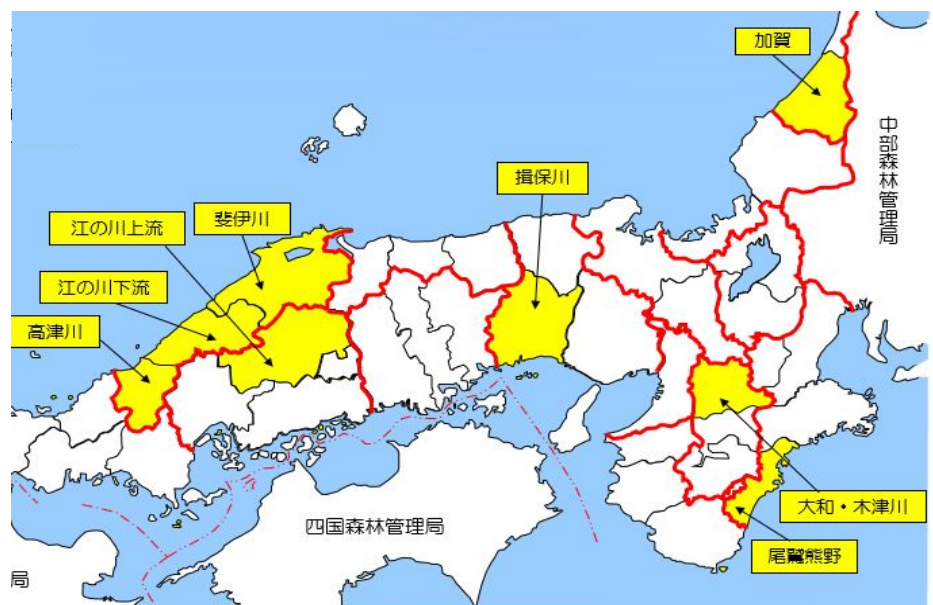 加賀
中部森林管理局
揖保川
斐伊川
江の川上流
江の川下流
高津川
大和・木津川
四国森林管理局
尾鷲熊野
局